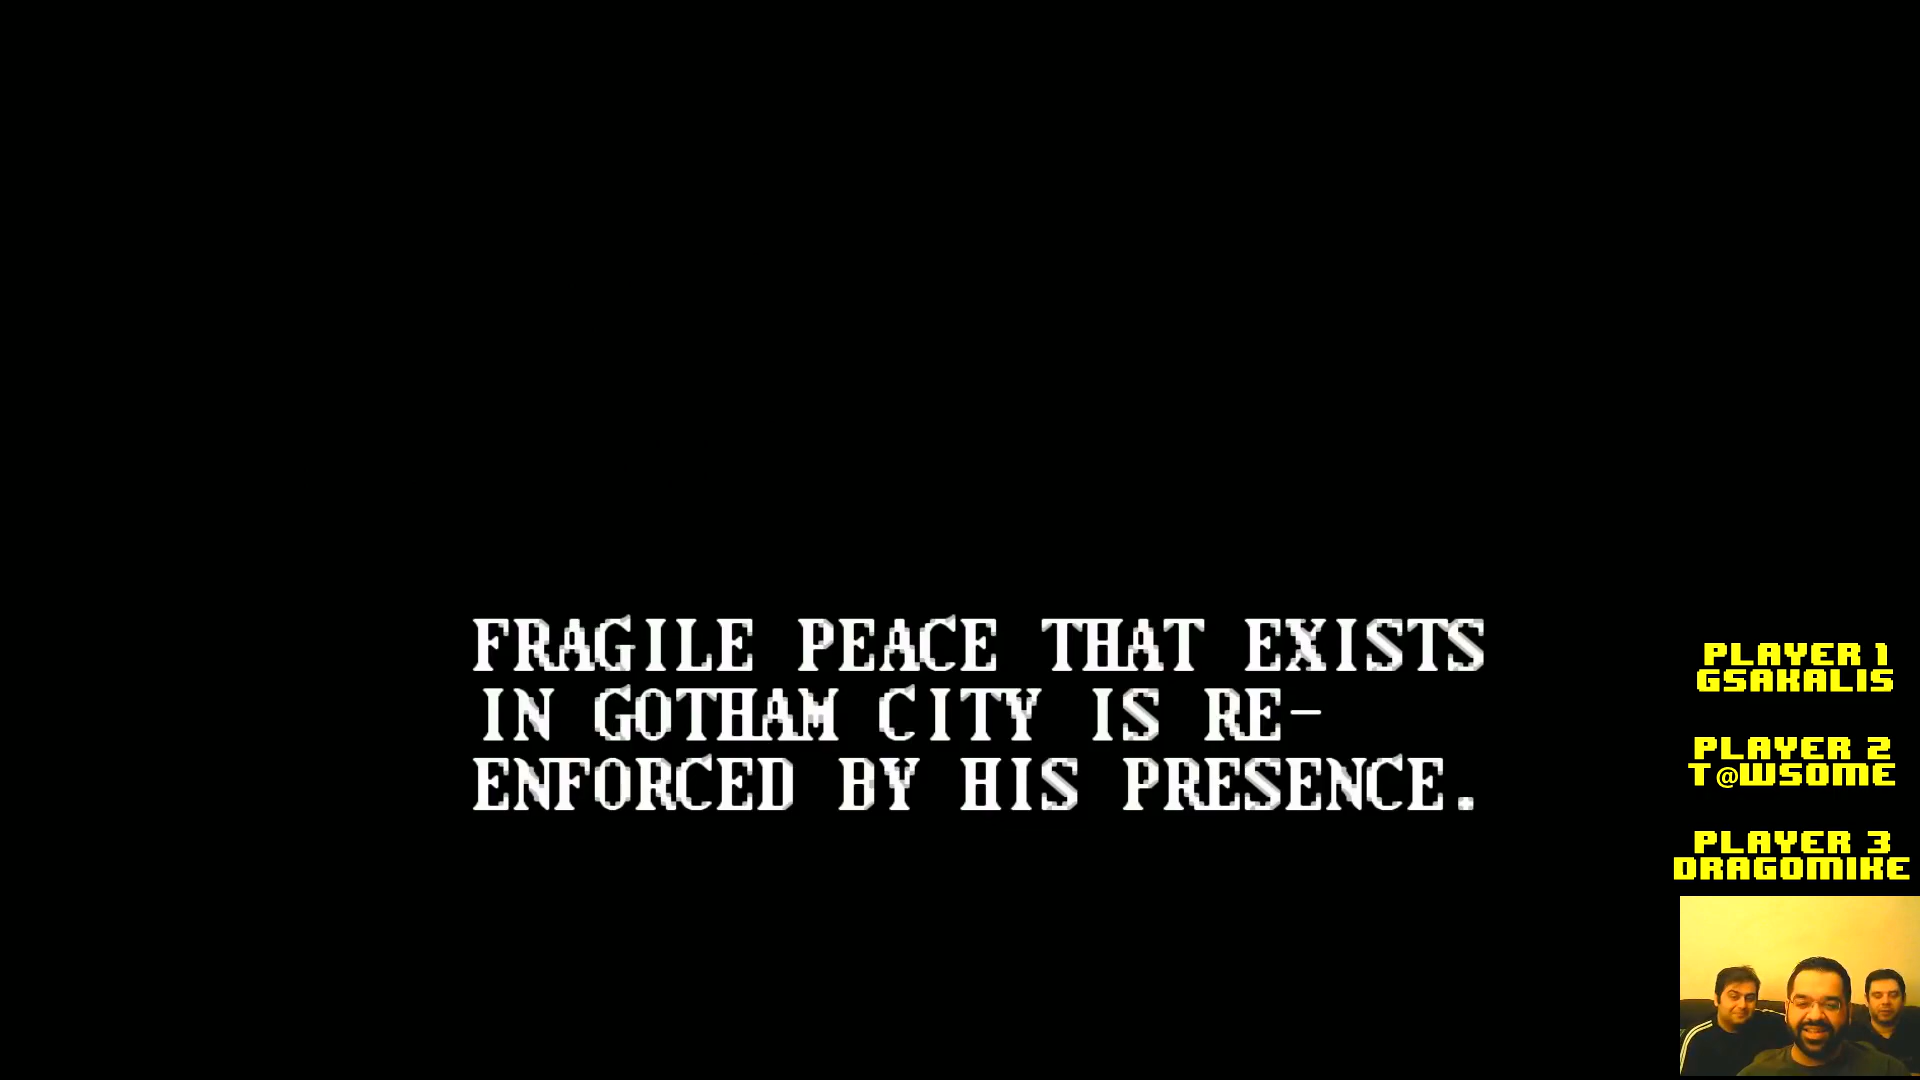 FRAGILE PEACE THAT EXISTS
IN GOTHAM CITY IS RE-
ENFORCED BY HIS PRESENCE.
PLAYER 1
GSAKALIS
PLAYER 2
T@WSOME
PLAYER 3
DRAGOMIKE